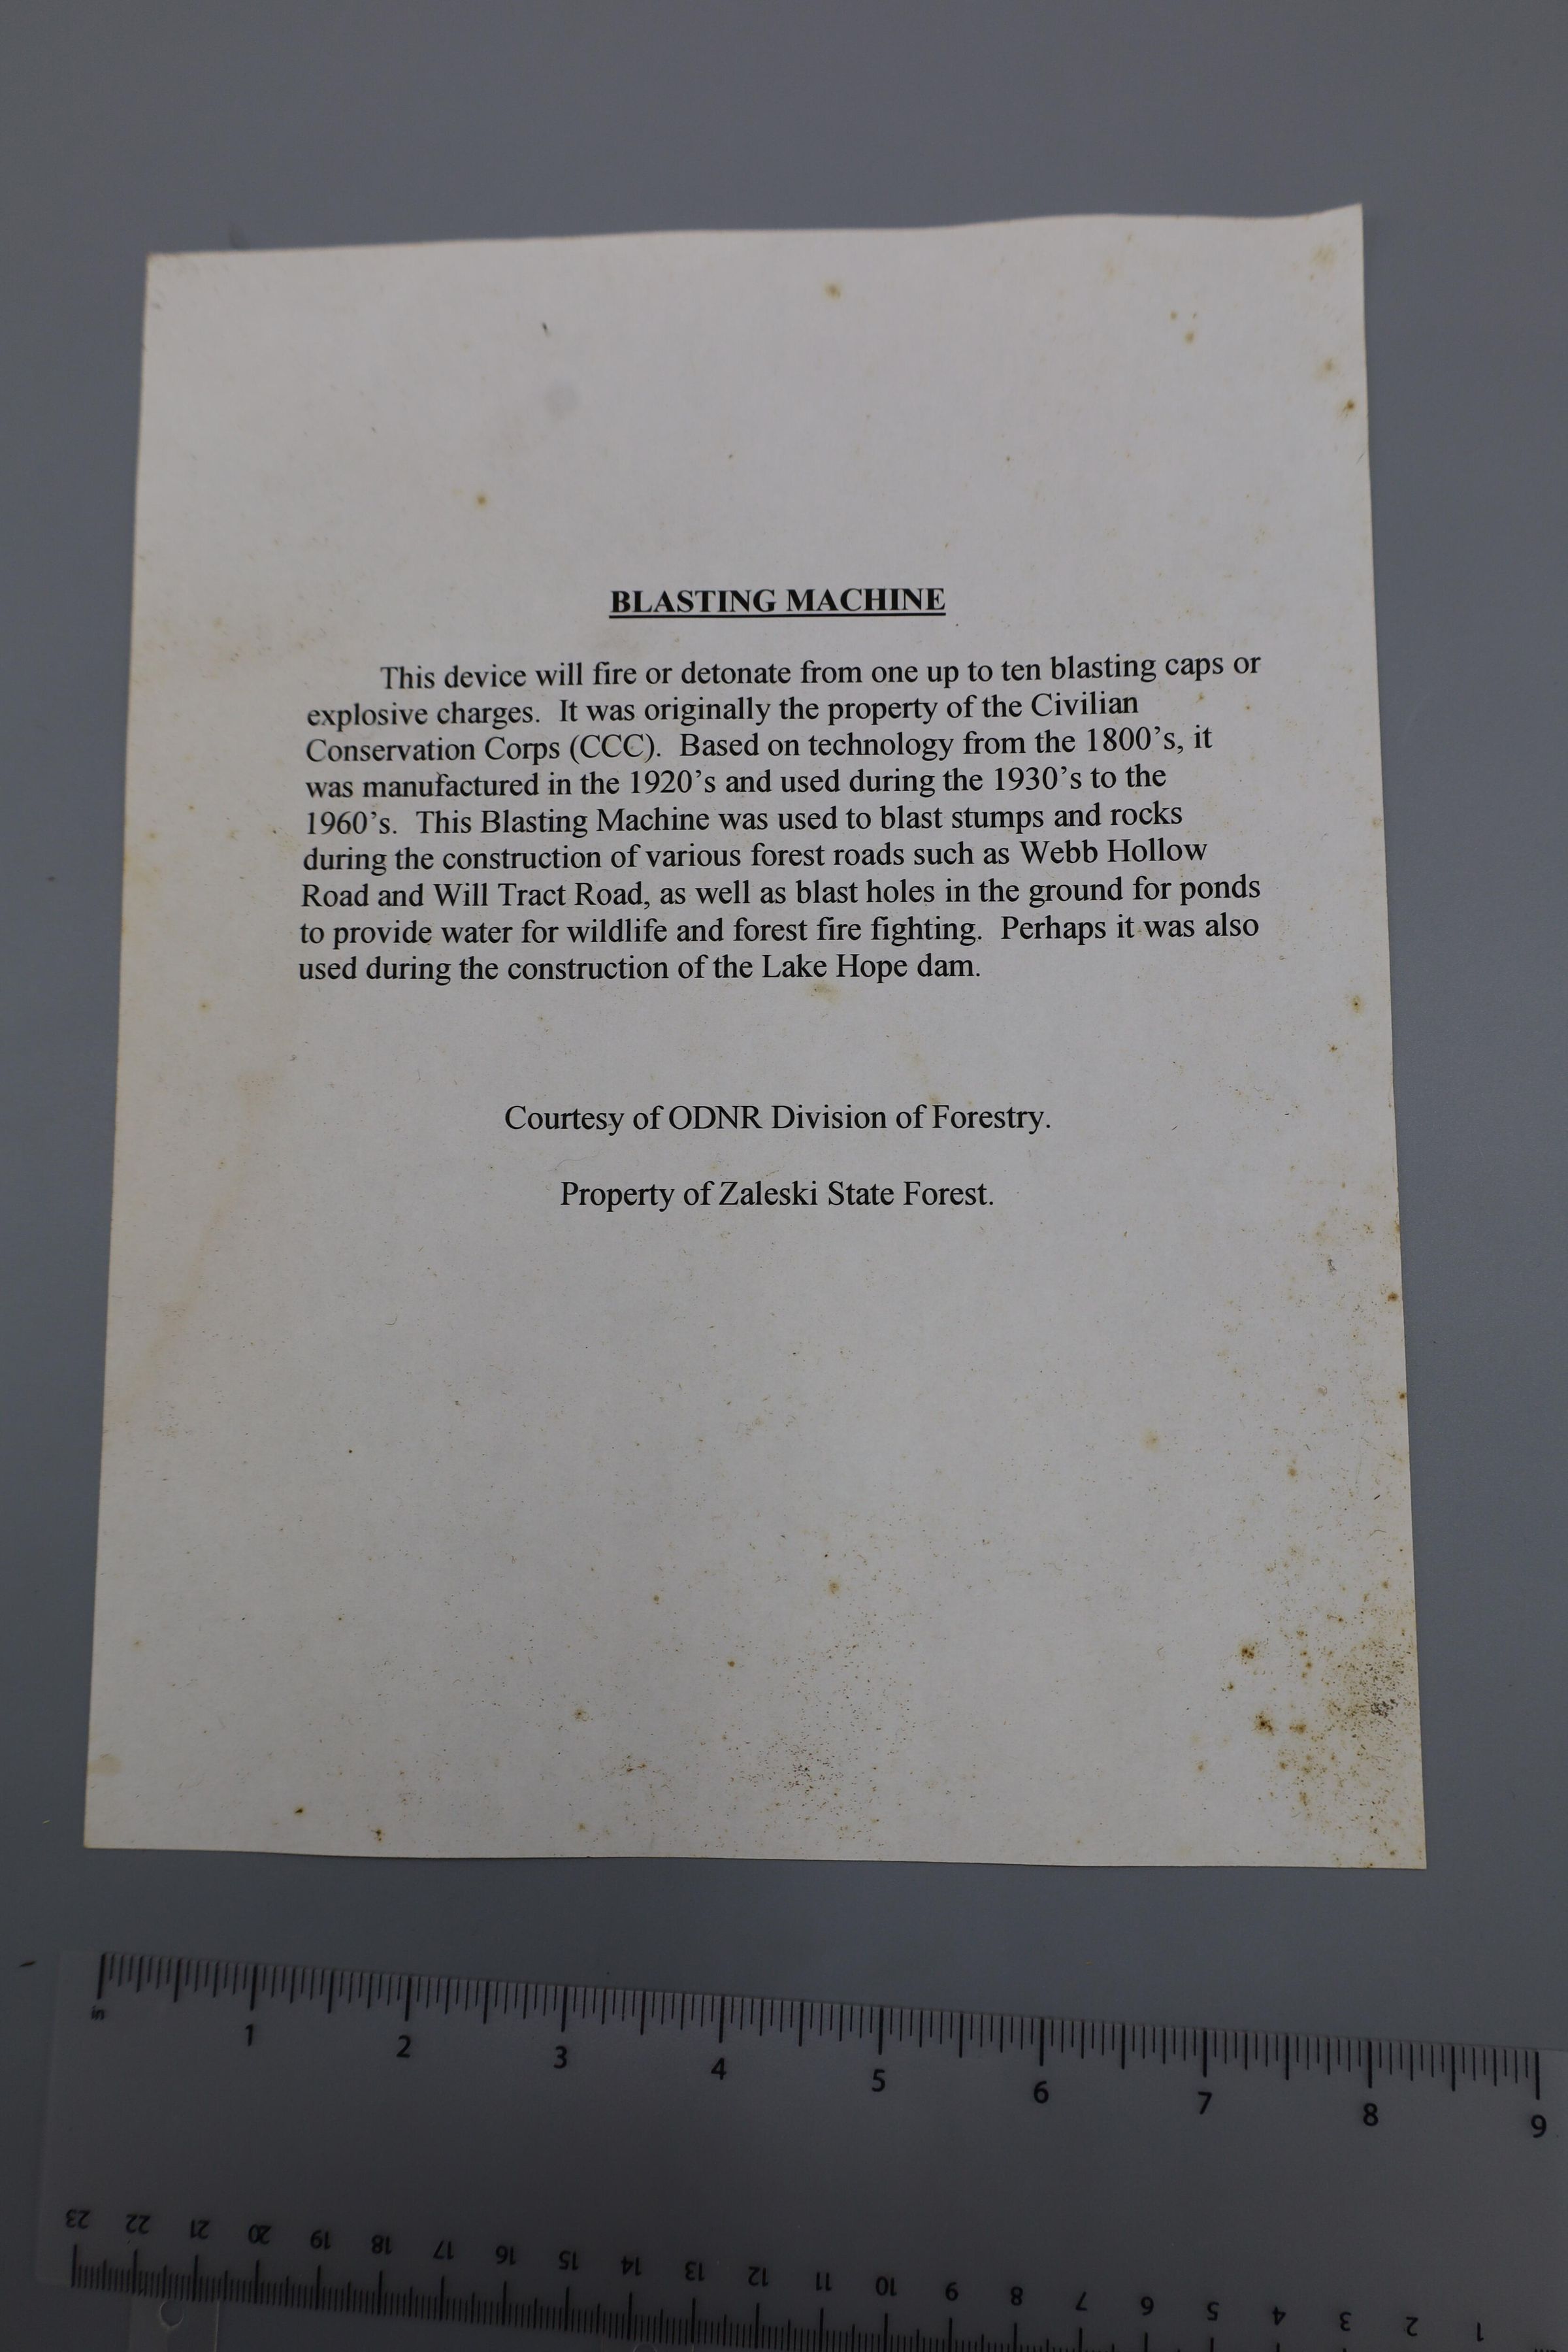 BLASTING MACHINE
This device will fire or detonate from one up to ten blasting caps or
explosive charges.  It was originally the property of the Civilian
Conservation Corps (CCC).  Based on technology from the 1800's, it
was manufactured in the 1920's and used during the 1930's to the
1960's.  This Blasting Machine was used to blast stumps and rocks
during the construction of various forest roads such as Webb Hollow
Road and Will Tract Road, as well as blast holes in the ground for ponds
to provide water for wildlife and forest fire fighting.  Perhaps it was also
used during the construction of the Lake Hope dam.
Courtesy of ODNR Division of Forestry.
Property of Zaleski State Forest.
in 1 2 3 4 5 6 7 8 9
23 22 21 20 19 18 17 16 15 14 13 12 11 10 9 8 7 6 5 4 3 2 1